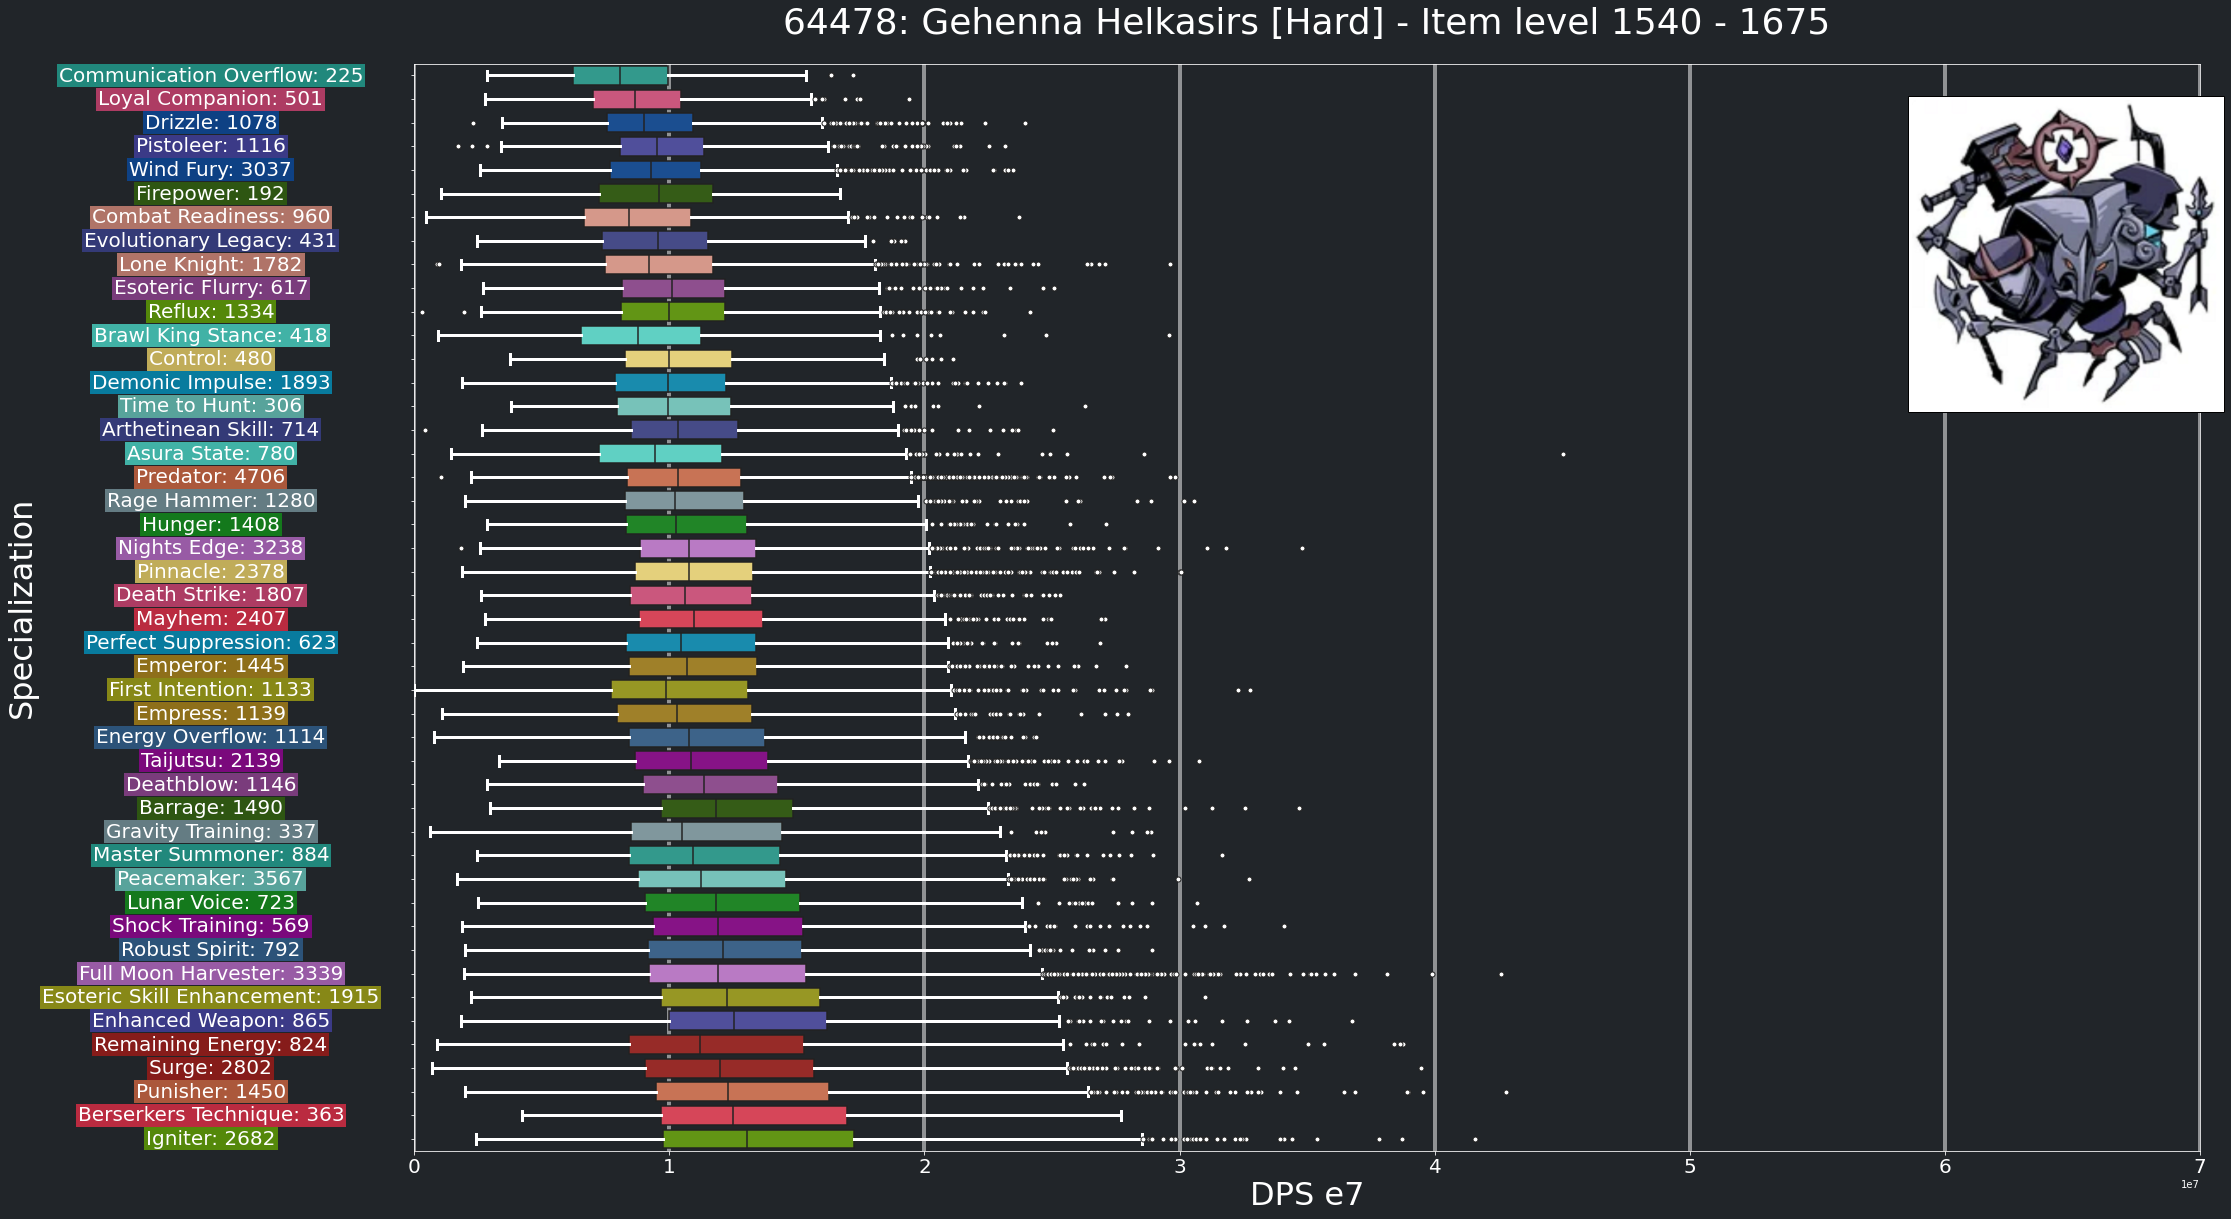 64478: Gehenna Helkasirs [Hard] - Item level 1540 - 1675
Specialization
Communication Overflow: 225
Loyal Companion: 501
Drizzle: 1078
Pistoleer: 1116
Wind Fury: 3037
Firepower: 192
Combat Readiness: 960
Evolutionary Legacy: 431
Lone Knight: 1782
Esoteric Flurry: 617
Reflux: 1334
Brawl King Stance: 418
Control: 480
Demonic Impulse: 1893
Time to Hunt: 306
Arthetinean Skill: 714
Asura State: 780
Predator: 4706
Rage Hammer: 1280
Hunger: 1408
Nights Edge: 3238
Pinnacle: 2378
Death Strike: 1807
Mayhem: 2407
Perfect Suppression: 623
Emperor: 1445
First Intention: 1133
Empress: 1139
Energy Overflow: 1114
Taijutsu: 2139
Deathblow: 1146
Barrage: 1490
Gravity Training: 337
Master Summoner: 884
Peacemaker: 3567
Lunar Voice: 723
Shock Training: 569
Robust Spirit: 792
Full Moon Harvester: 3339
Esoteric Skill Enhancement: 1915
Enhanced Weapon: 865
Remaining Energy: 824
Surge: 2802
Punisher: 1450
Berserkers Technique: 363
Igniter: 2682
0 1 2 3 4 5 6 7
1e7
DPS e7